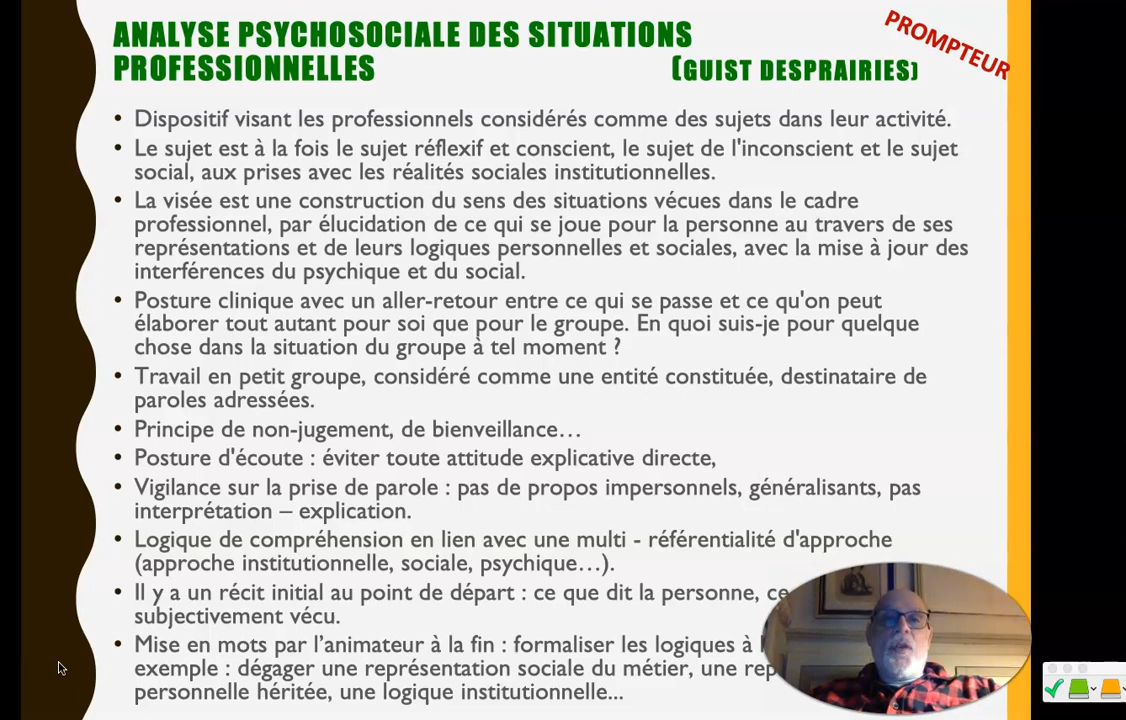 ANALYSE PSYCHOSOCIALE DES SITUATIONS
PROFESSIONNELLES (GUIST DESPRAIRIES)
PROMPTEUR
• Dispositif visant les professionnels considérés comme des sujets dans leur activité.
• Le sujet est à la fois le sujet réflexif et conscient, le sujet de l'inconscient et le sujet
social, aux prises avec les réalités sociales institutionnelles.
• La visée est une construction du sens des situations vécues dans le cadre
professionnel, par élucidation de ce qui se joue pour la personne au travers de ses
représentations et de leurs logiques personnelles et sociales, avec la mise à jour des
interférences du psychique et du social.
• Posture clinique avec un aller-retour entre ce qui se passe et ce qu'on peut
élaborer tout autant pour soi que pour le groupe. En quoi suis-je pour quelque
chose dans la situation du groupe à tel moment ?
• Travail en petit groupe, considéré comme une entité constituée, destinataire de
paroles adressées.
• Principe de non-jugement, de bienveillance…
• Posture d'écoute : éviter toute attitude explicative directe,
• Vigilance sur la prise de parole : pas de propos impersonnels, généralisants, pas
interprétation – explication.
• Logique de compréhension en lien avec une multi - référentialité d'approche
(approche institutionnelle, sociale, psychique…).
• Il y a un récit initial au point de départ : ce que dit la personne,
subjectivement vécu.
• Mise en mots par l’animateur à la fin : formaliser les logiques à
exemple : dégager une représentation sociale du métier, une
personnelle héritée, une logique institutionnelle...